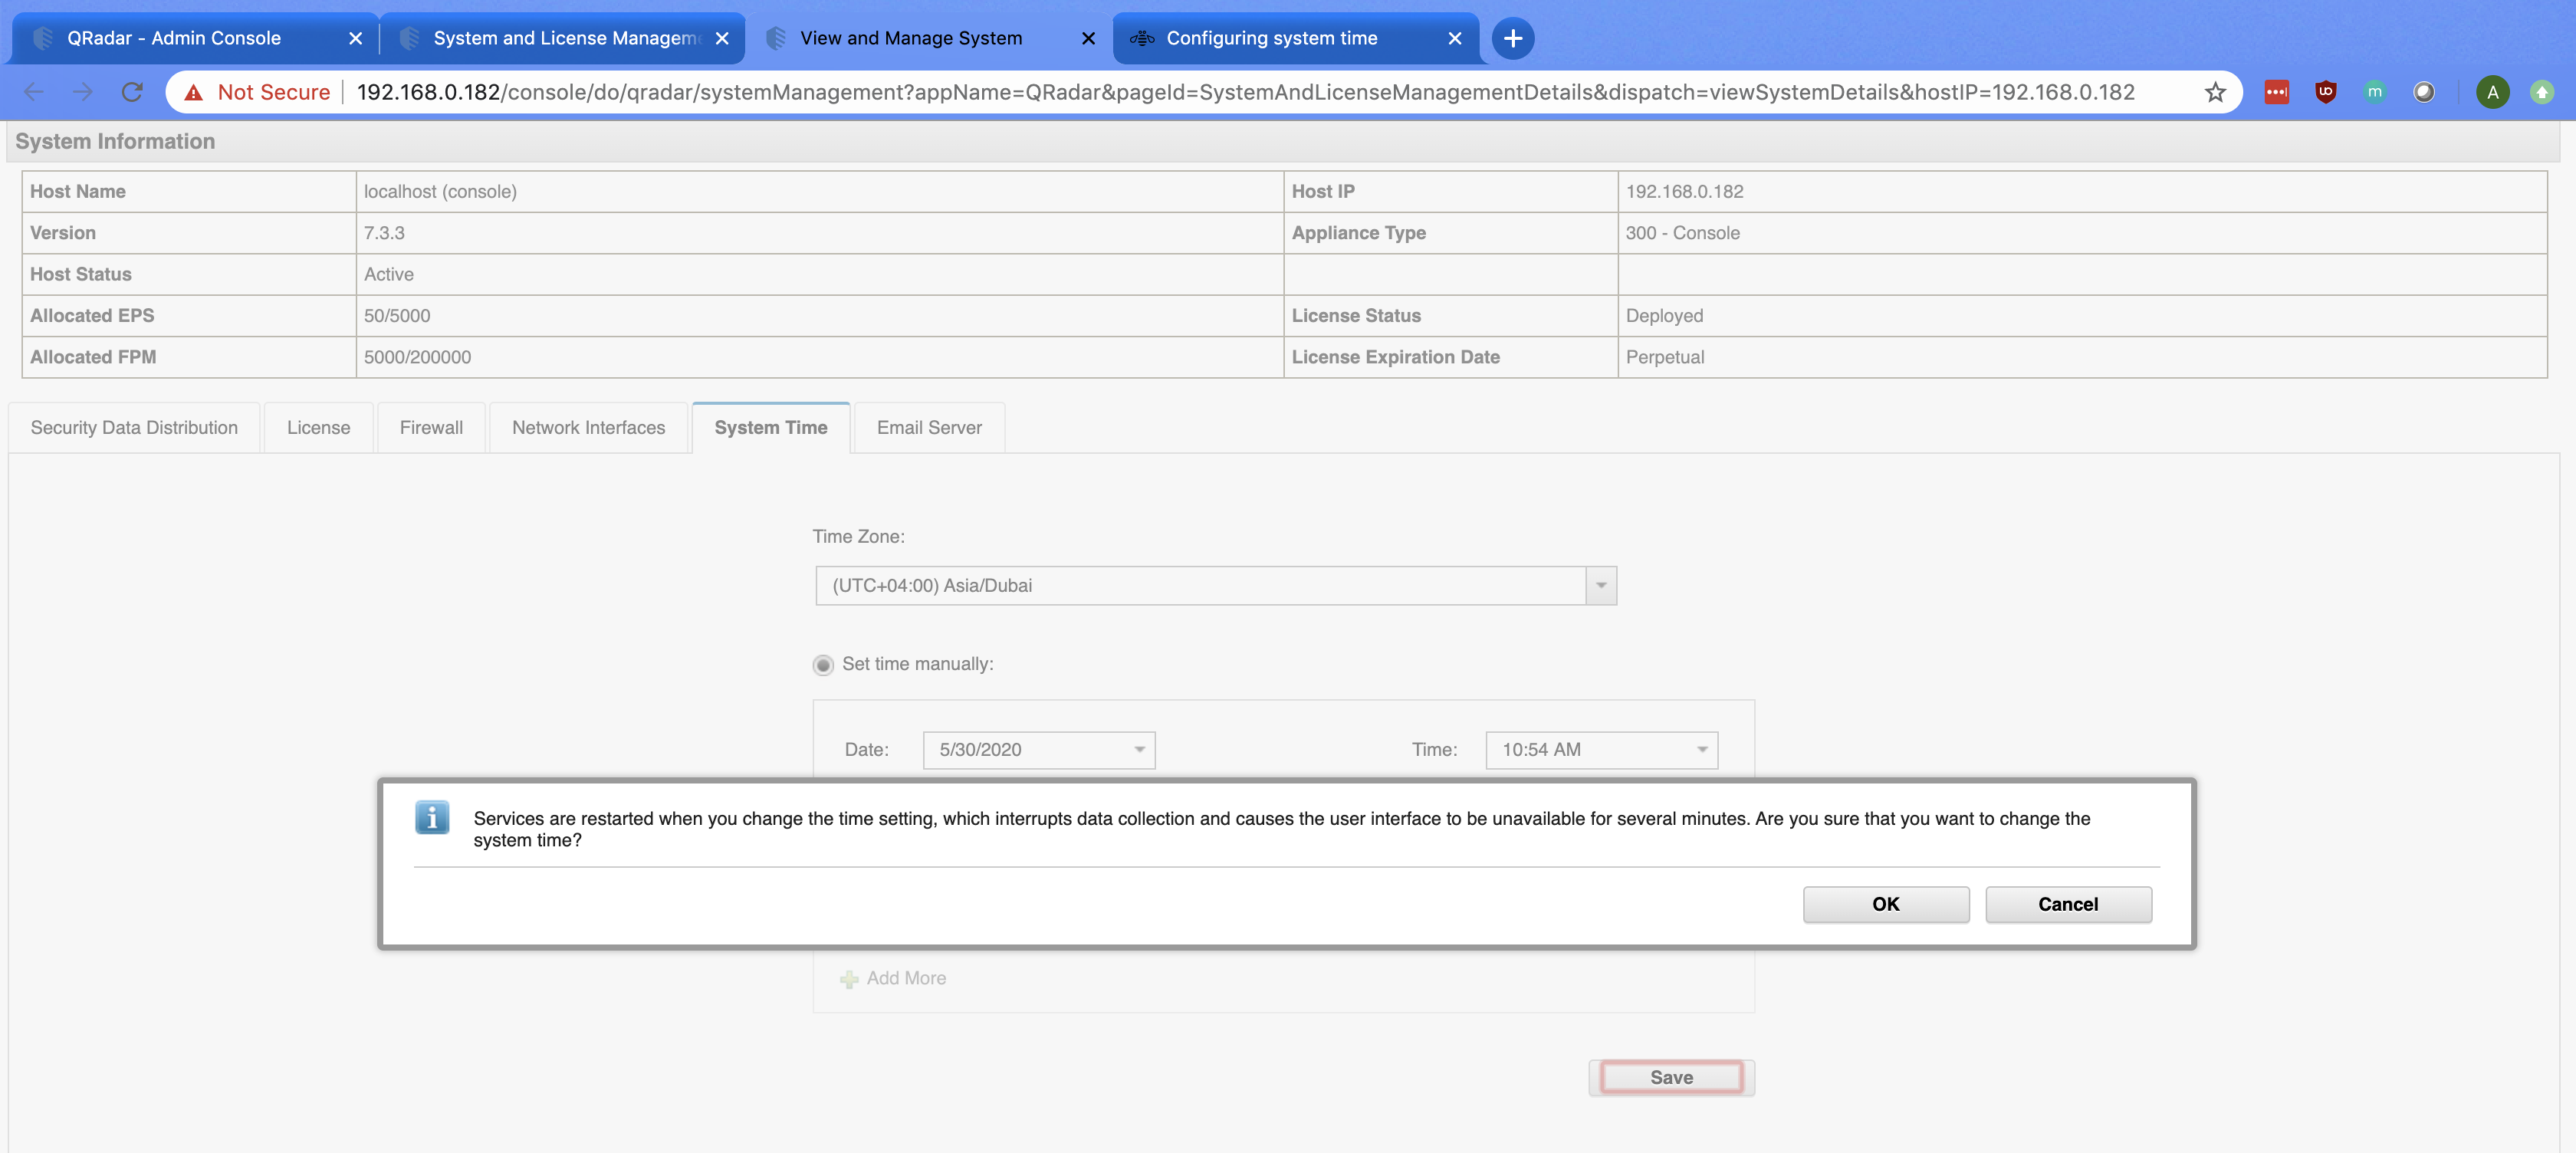 QRadar - Admin Console
System and License Managem
View and Manage System
Configuring system time
Not Secure
192.168.0.182/console/do/qradar/systemManagement?appName=QRadar&pageId=SystemAndLicenseManagementDetails&dispatch=viewSystemDetails&hostIP=192.168.0.182
m
A
System Information
Host Name localhost (console) Host IP 192.168.0.182
Version 7.3.3 Appliance Type 300 - Console
Host Status Active
Allocated EPS 50/5000 License Status Deployed
Allocated FPM 5000/200000 License Expiration Date Perpetual
Security Data Distribution License Firewall Network Interfaces System Time Email Server
Time Zone:
(UTC+04:00) Asia/Dubai
Set time manually:
Date: 5/30/2020 Time: 10:54 AM
Services are restarted when you change the time setting, which interrupts data collection and causes the user interface to be unavailable for several minutes. Are you sure that you want to change the
system time?
OK Cancel
Add More
Save